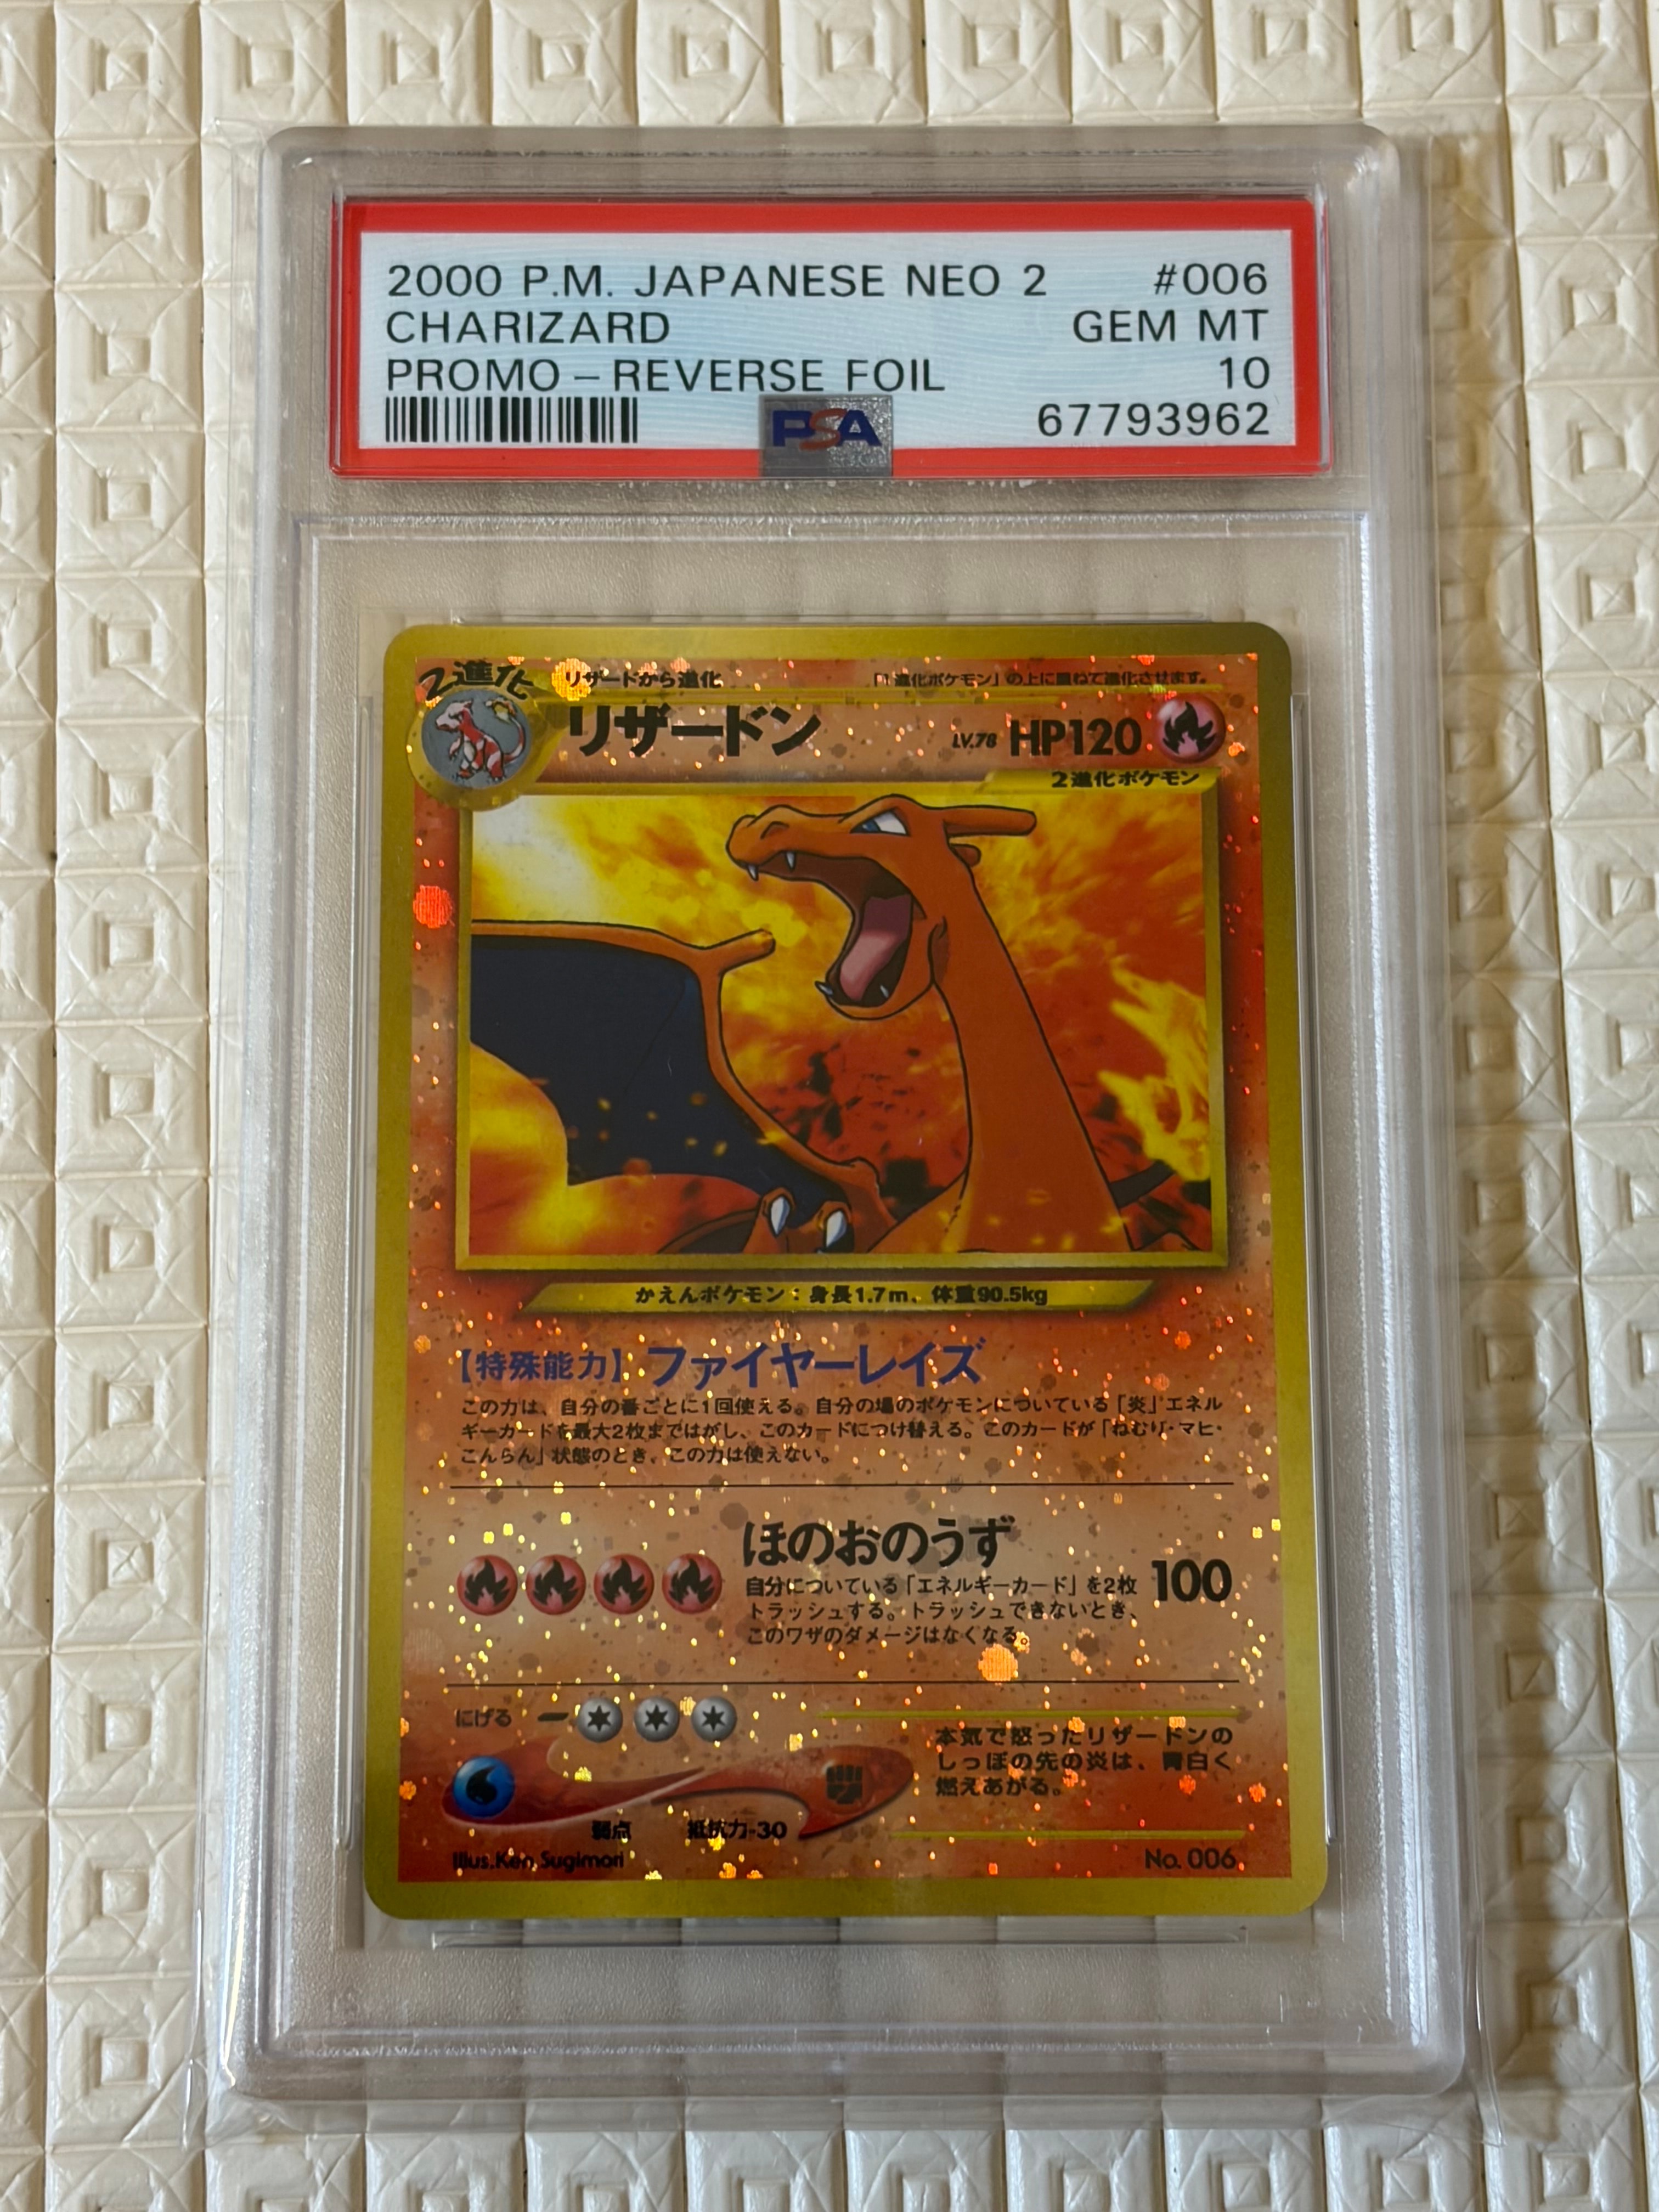 2000 P.M. JAPANESE NEO 2 #006
CHARIZARD GEM MT
PROMO – REVERSE FOIL 10
PSA 67793962
2進化 リザードから進化 「1進化ポケモン」の上に重ねて進化させます。
リザードン LV.76 HP120
2進化ポケモン
かえんポケモン：身長1.7m、体重90.5kg
【特殊能力】ファイヤーレイズ
この力は、自分の番ごとに1回使える。自分の場のポケモンについている「炎」エネル
ギーカードを最大2枚まではがし、このカードにつけ替える。このカードが「ねむり・マヒ・
こんらん」状態のとき、この力は使えない。
ほのおのうず
自分についている「エネルギーカード」を2枚 100
トラッシュする。トラッシュできないとき、
このワザのダメージはなくなる。
にげる
本気で怒ったリザードンの
しっぽの先の炎は、青白く
燃えあがる。
弱点 抵抗力-30
Illus.Ken Sugimori No. 006